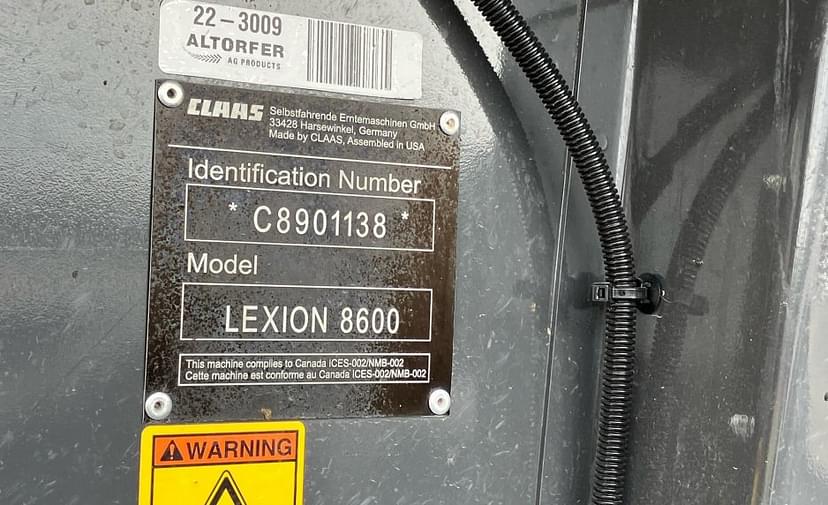 22-3009
ALTORFER
AG PRODUCTS
CLAAS Selbstfahrende Erntemaschinen GmbH
33428 Harsewinkel, Germany
Made by CLAAS, Assembled in USA
Identification Number
* C8901138 *
Model
LEXION 8600
This machine complies to Canada ICES-002/NMB-002
Cette machine est conforme au Canada ICES-002/NMB-002
WARNING